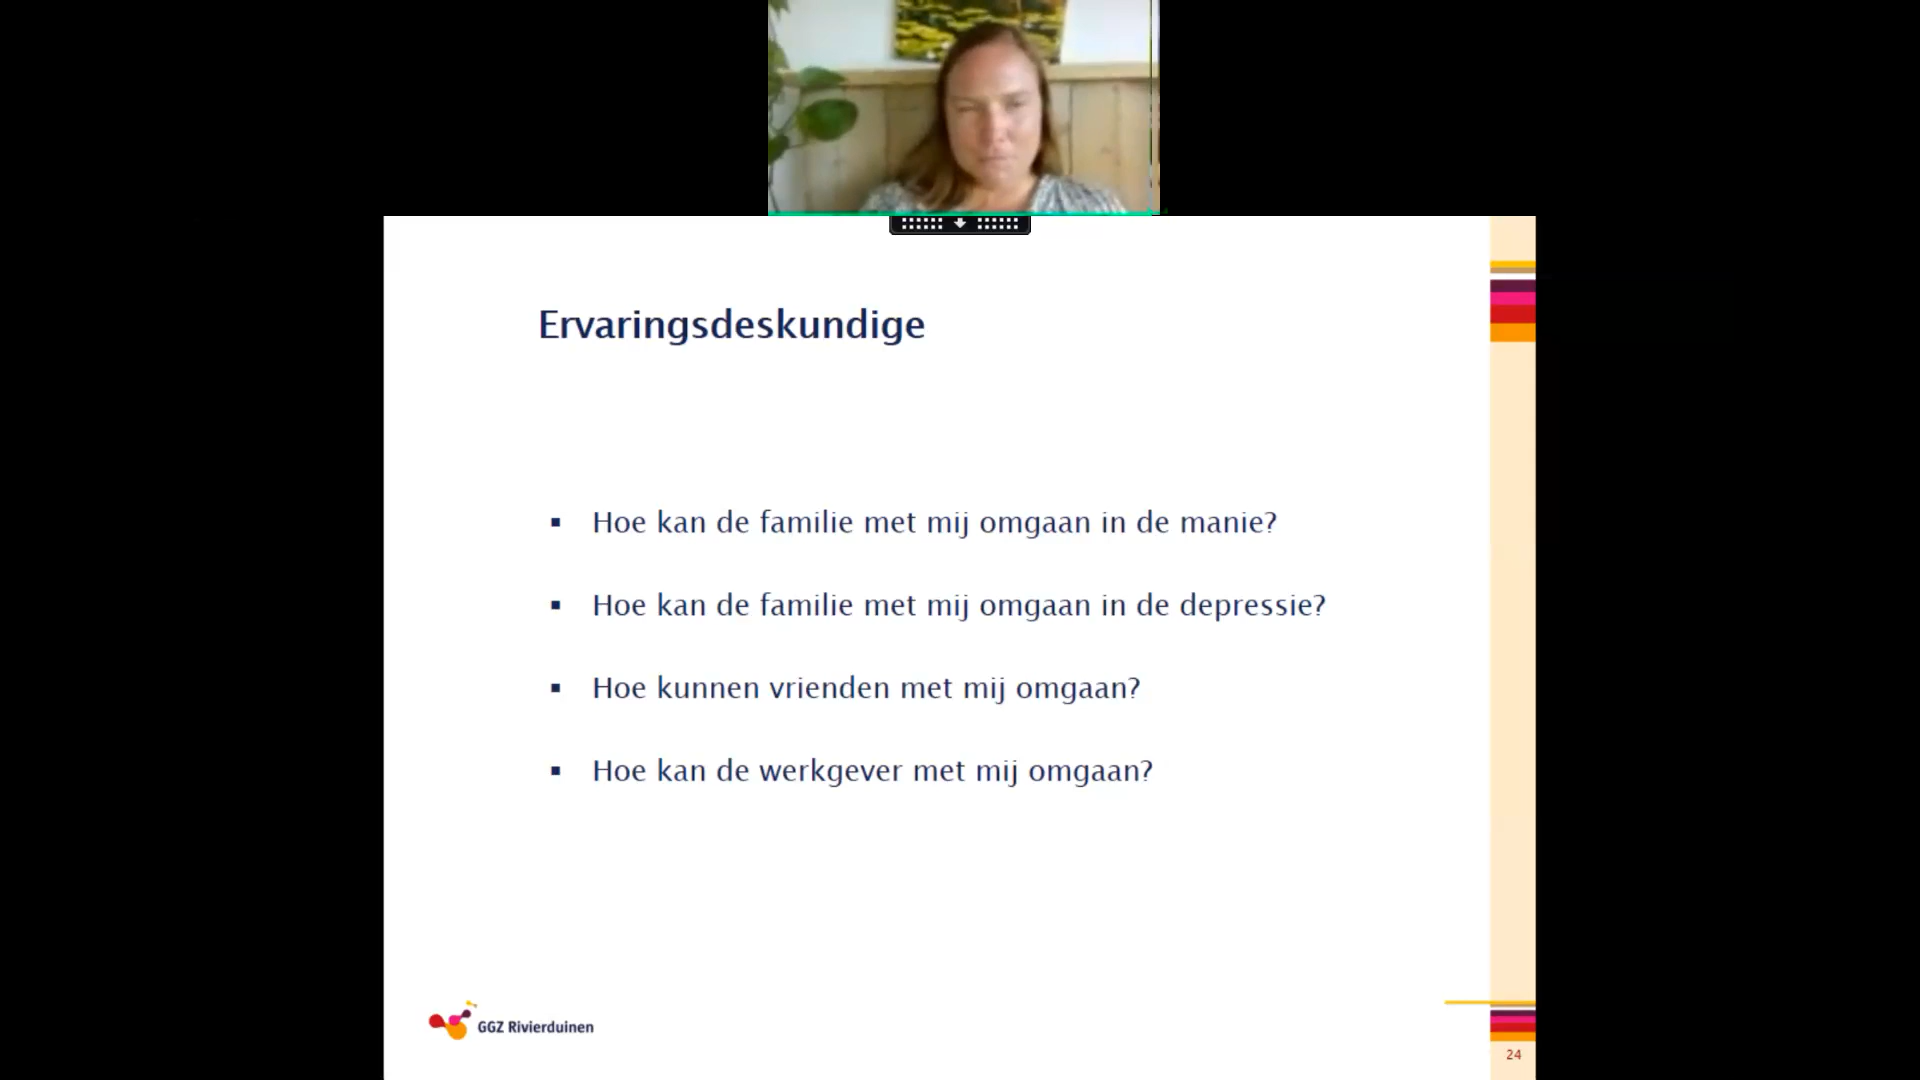 Ervaringsdeskundige
Hoe kan de familie met mij omgaan in de manie?
Hoe kan de familie met mij omgaan in de depressie?
Hoe kunnen vrienden met mij omgaan?
Hoe kan de werkgever met mij omgaan?
GGZ Rivierduinen
24